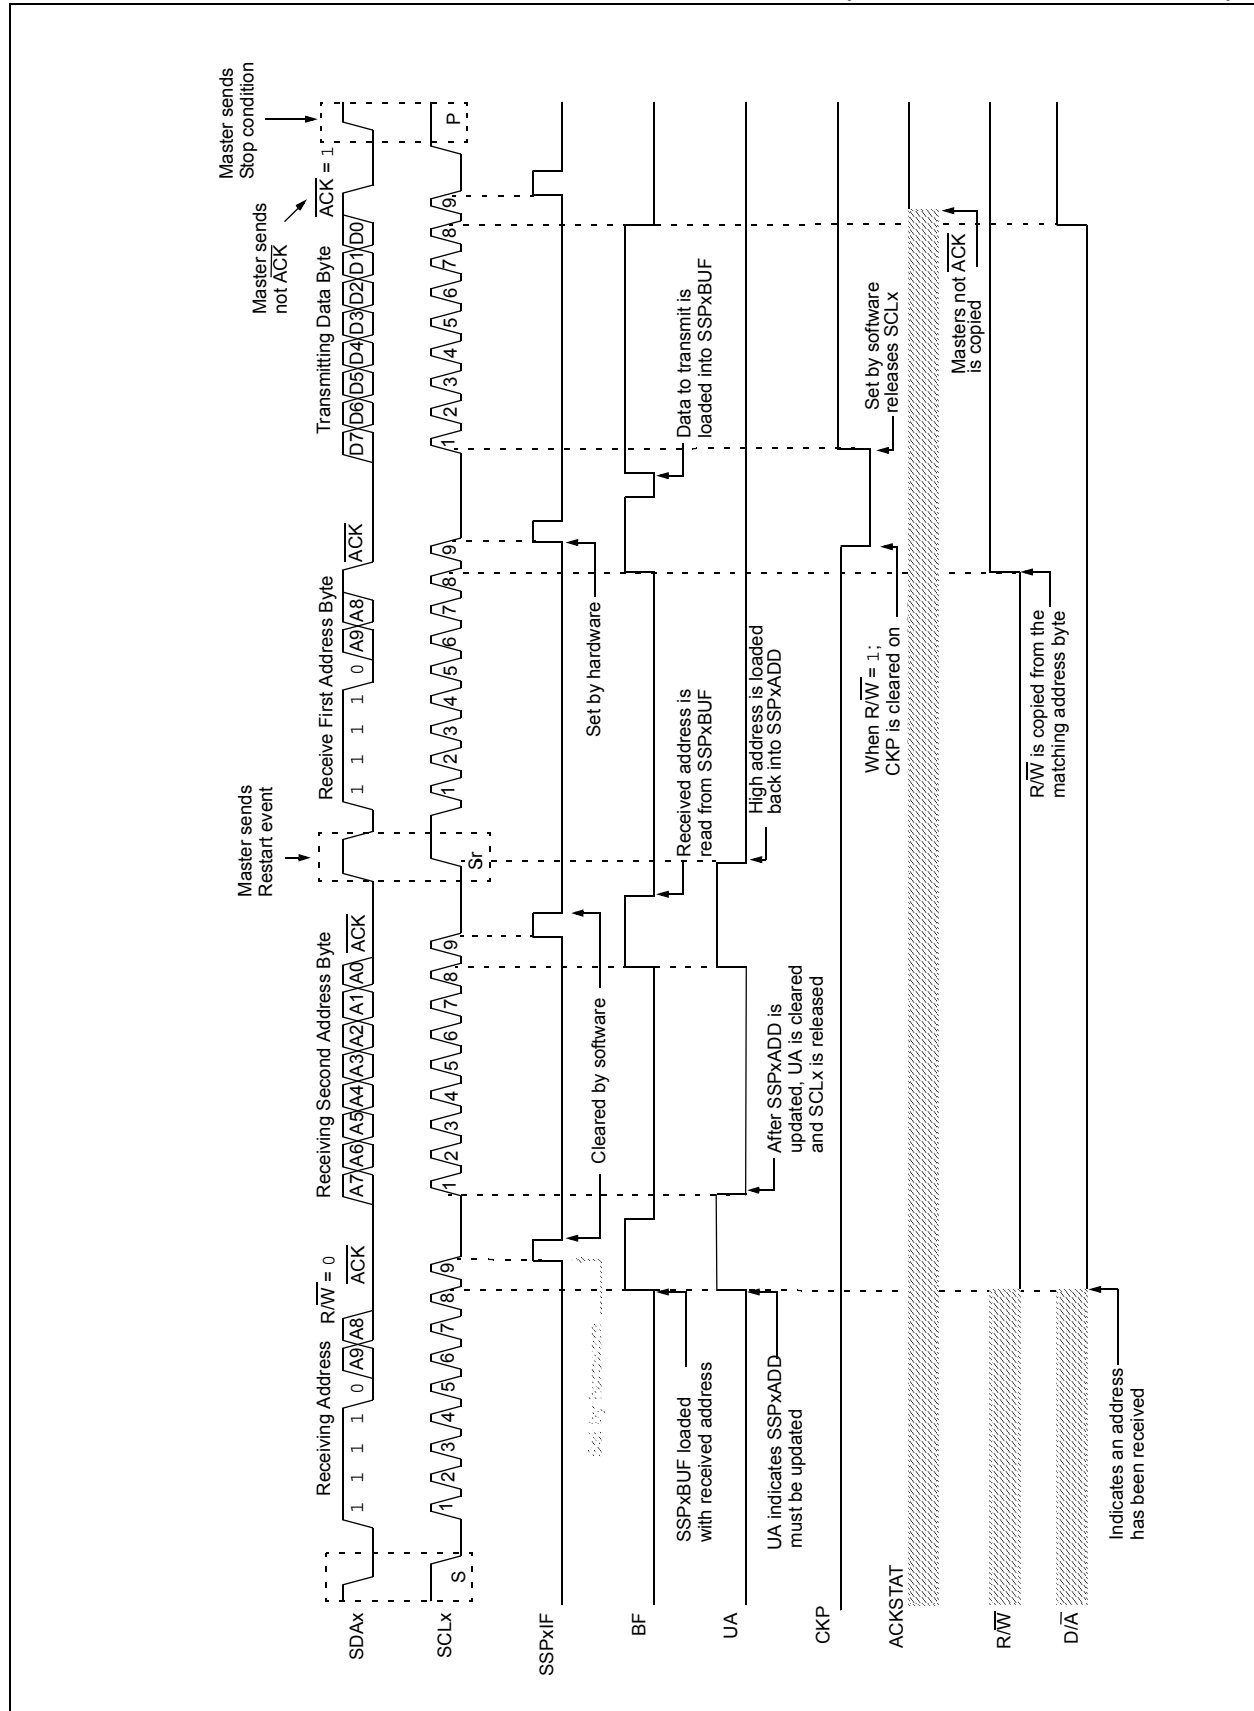 Master sends
Stop condition
Master sends
not A̅C̅K̅
A̅C̅K̅ = 1
Master sends
Restart event
Receiving Address
R/W̅ = 0
Receiving Second Address Byte
Receive First Address Byte
Transmitting Data Byte
SDAx
1 1 1 1 0 A9 A8
A̅C̅K̅
A7 A6 A5 A4 A3 A2 A1 A0
A̅C̅K̅
1 1 1 1 0 A9 A8
A̅C̅K̅
D7 D6 D5 D4 D3 D2 D1 D0
SCLx
S
1 2 3 4 5 6 7 8 9
1 2 3 4 5 6 7 8 9
Sr
1 2 3 4 5 6 7 8 9
1 2 3 4 5 6 7 8 9
P
SSPxIF
Cleared by software
Set by hardware
BF
SSPxBUF loaded
with received address
Received address is
read from SSPxBUF
Data to transmit is
loaded into SSPxBUF
UA
UA indicates SSPxADD
must be updated
After SSPxADD is
updated, UA is cleared
and SCLx is released
High address is loaded
back into SSPxADD
CKP
When R/W̅ = 1;
CKP is cleared on
Set by software
releases SCLx
ACKSTAT
Masters not A̅C̅K̅
is copied
R/W̅
R/W̅ is copied from the
matching address byte
D/A̅
Indicates an address
has been received